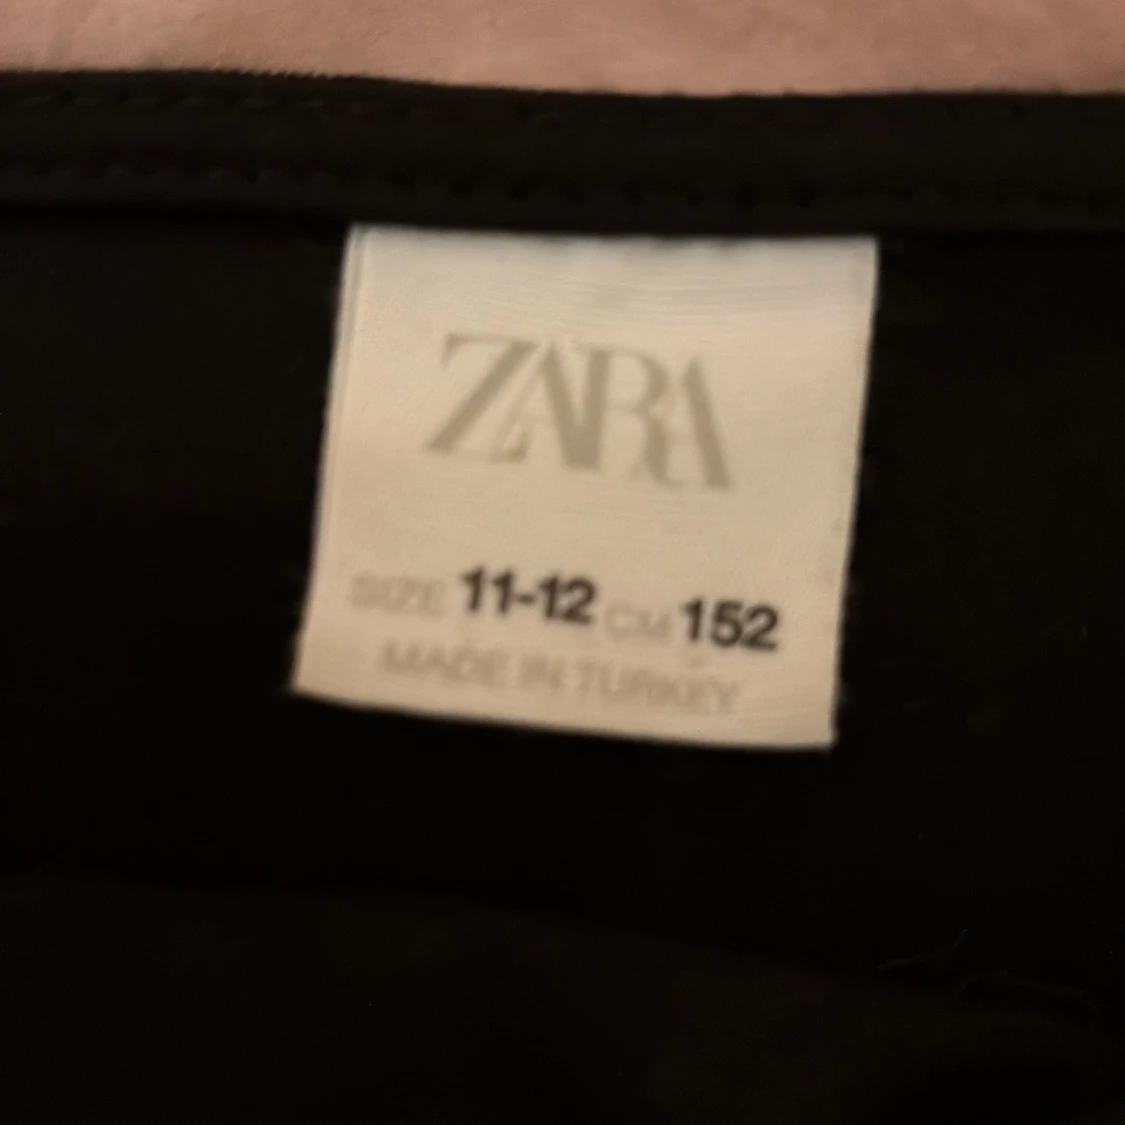 ZARA
SIZE 11-12 CM 152
MADE IN TURKEY